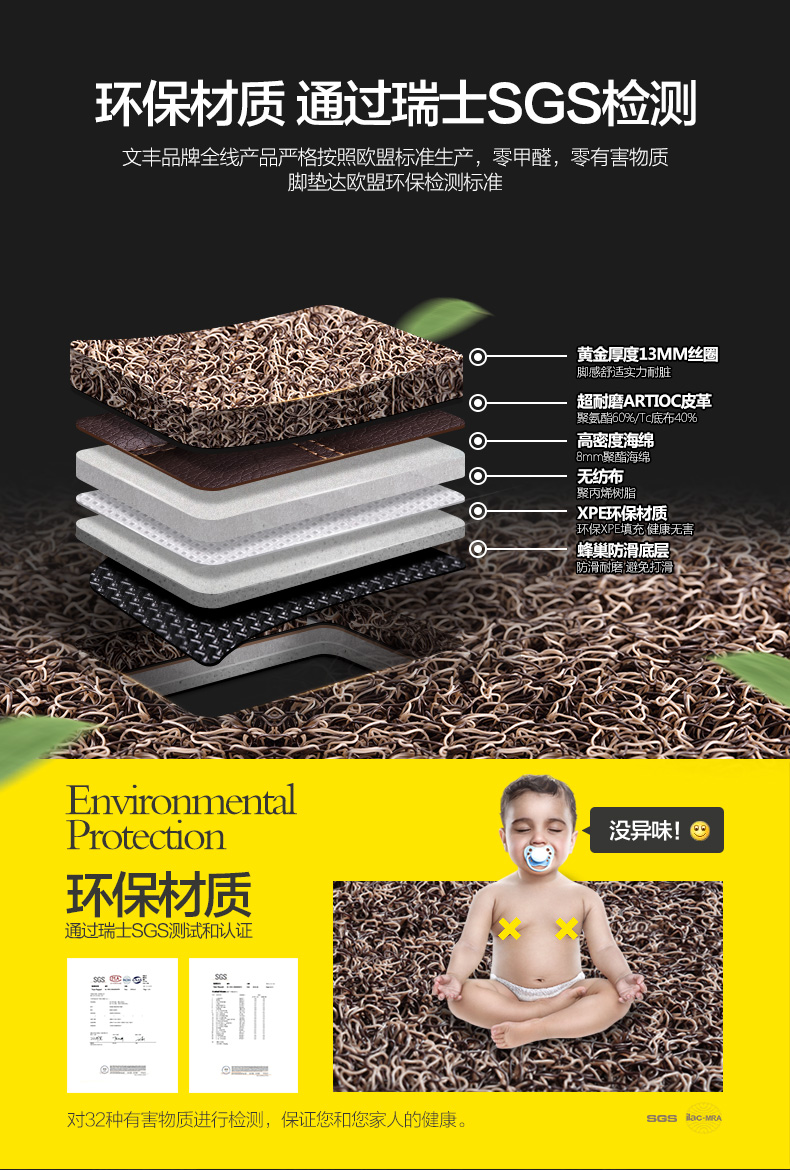 环保材质 通过瑞士SGS检测
文丰品牌全线产品严格按照欧盟标准生产，零甲醛，零有害物质
脚垫达欧盟环保检测标准
黄金厚度13MM丝圈
脚感舒适实力耐脏
超耐磨ARTIOC皮革
聚氨酯60%/Tc底布40%
高密度海绵
8mm聚酯海绵
无纺布
聚丙烯树脂
XPE环保材质
环保XPE填充 健康无害
蜂巢防滑底层
防滑耐磨 避免打滑
Environmental
Protection
没异味！
环保材质
通过瑞士SGS测试和认证
SGS
SGS
对32种有害物质进行检测，保证您和您家人的健康。
SGS ilac-MRA